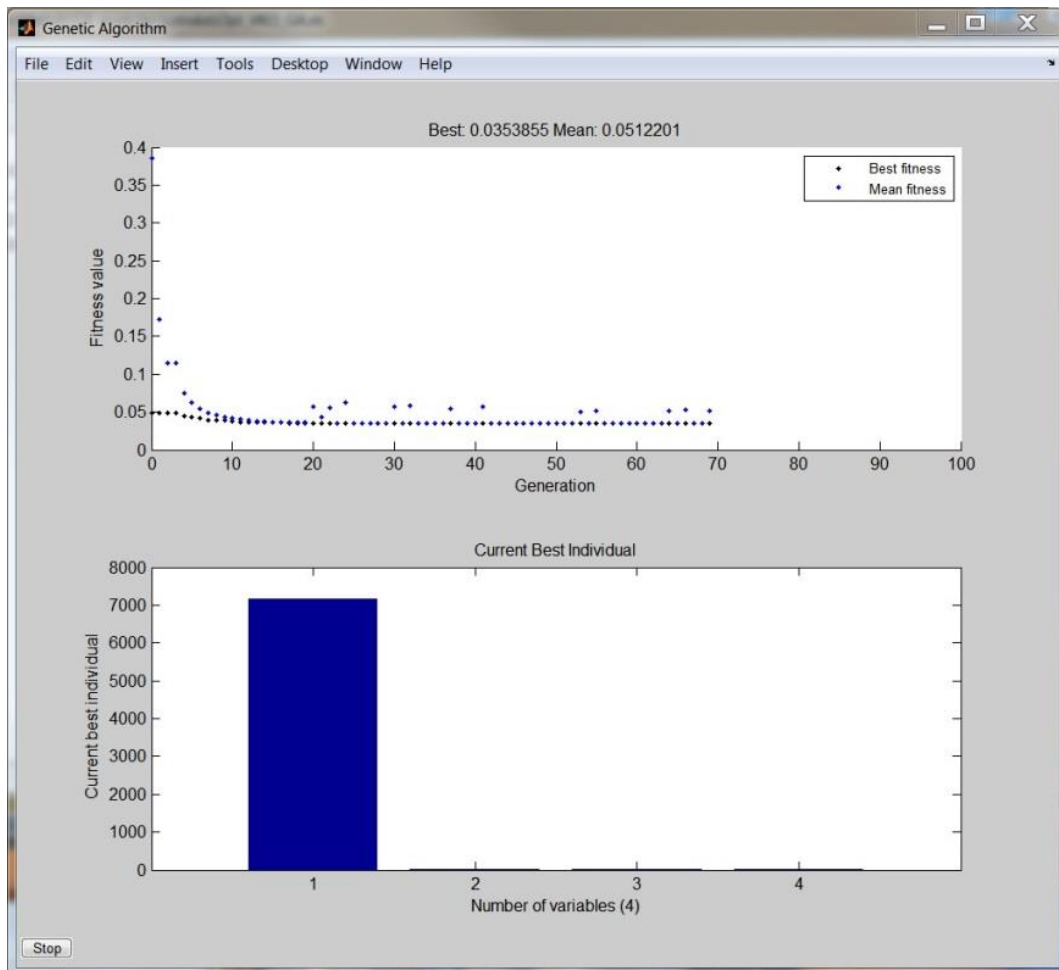 Genetic Algorithm
File Edit View Insert Tools Desktop Window Help
Best: 0.0353855 Mean: 0.0512201
0.4
0.35
0.3
0.25
0.2
0.15
0.1
0.05
0
Fitness value
Best fitness
Mean fitness
0 10 20 30 40 50 60 70 80 90 100
Generation
Current Best Individual
8000
7000
6000
5000
4000
3000
2000
1000
0
Current best individual
1 2 3 4
Number of variables (4)
Stop